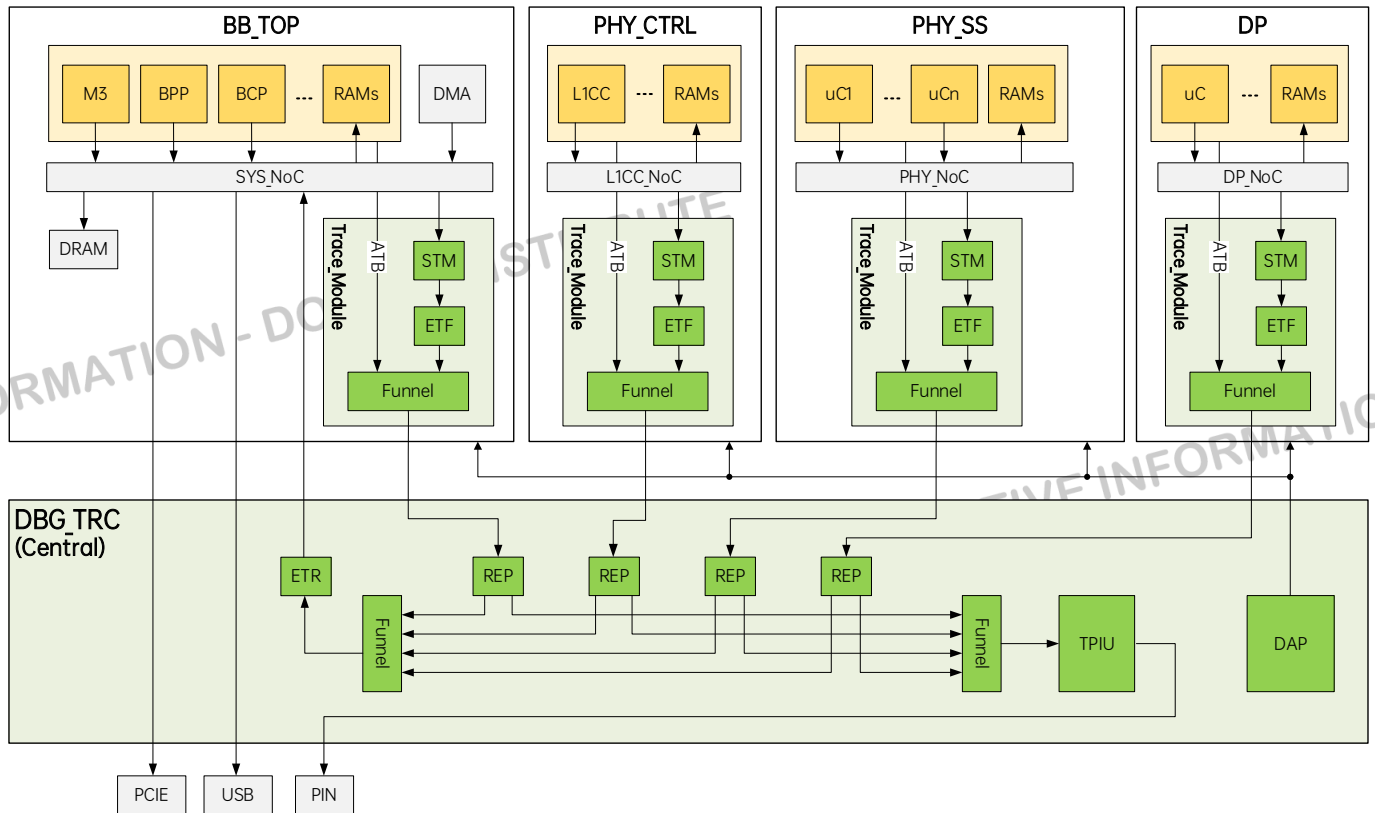 BB_TOP
PHY_CTRL
PHY_SS
DP
M3
BPP
BCP
...
RAMs
DMA
L1CC
...
RAMs
uC1
...
uCn
RAMs
uC
...
RAMs
SYS_NoC
L1CC_NoC
PHY_NoC
DP_NoC
DRAM
Trace_Module
ATB
STM
ETF
Funnel
Trace_Module
ATB
STM
ETF
Funnel
Trace_Module
ATB
STM
ETF
Funnel
Trace_Module
ATB
STM
ETF
Funnel
DBG_TRC
(Central)
ETR
REP
REP
REP
REP
Funnel
Funnel
TPIU
DAP
PCIE
USB
PIN